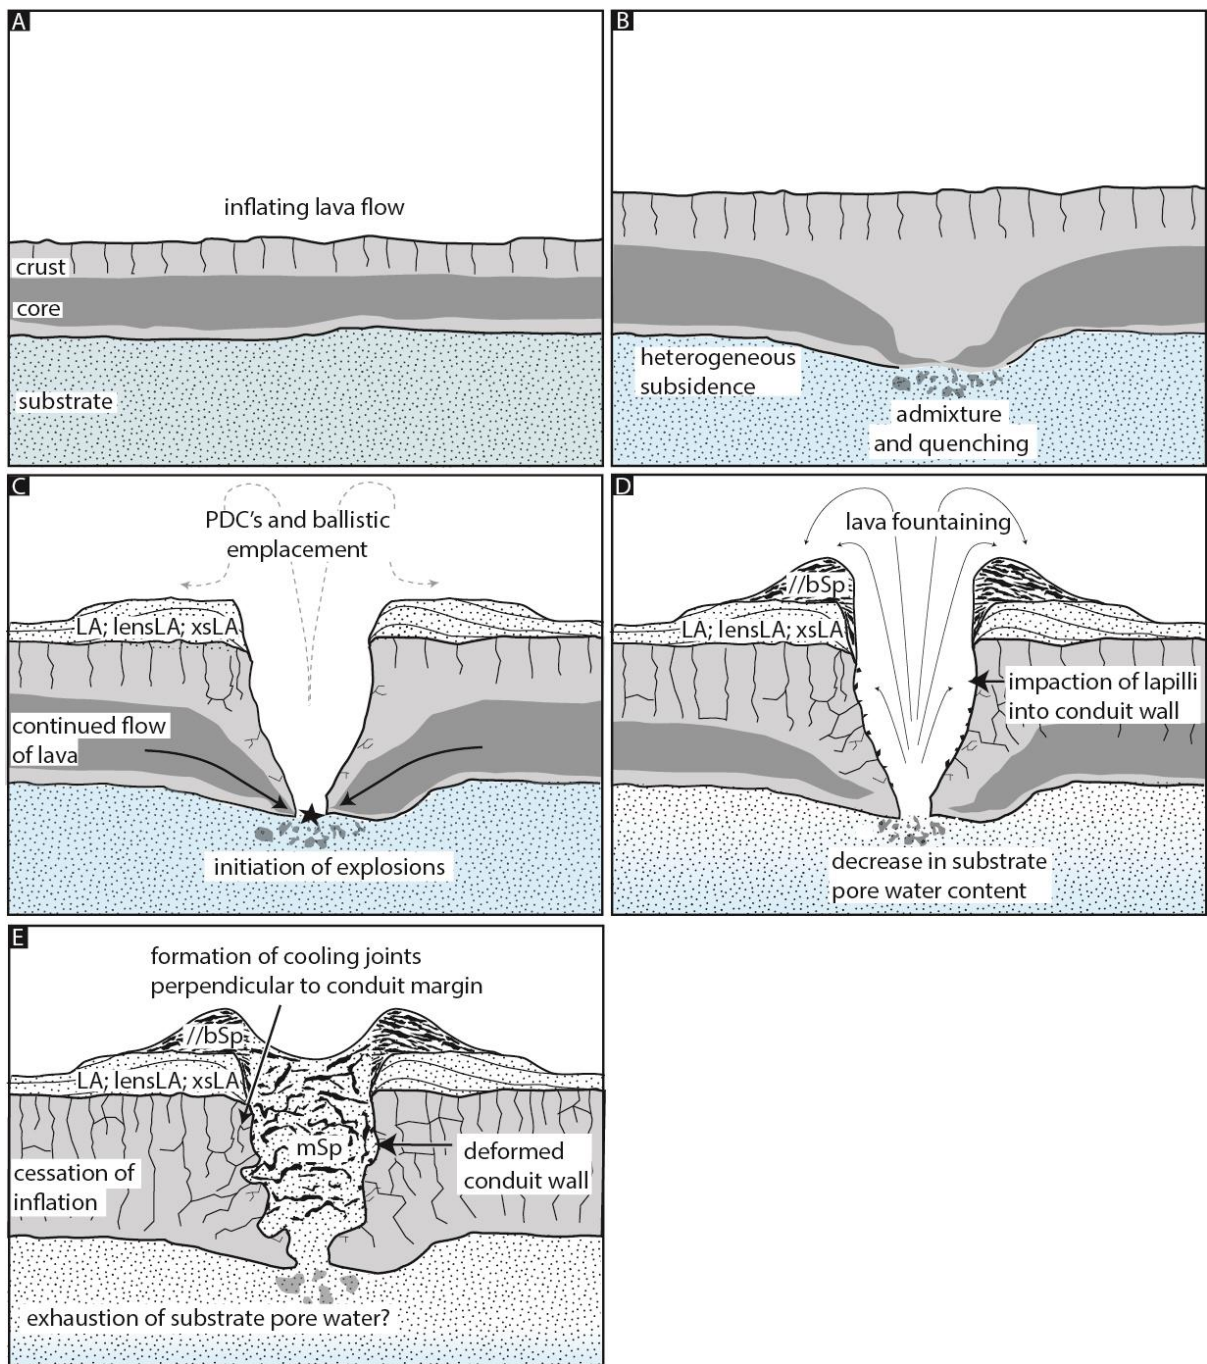 A
inflating lava flow
crust
core
substrate
B
heterogeneous
subsidence
admixture
and quenching
C
PDC's and ballistic
emplacement
LA; lensLA; xsLA
continued flow
of lava
initiation of explosions
D
lava fountaining
//bSp
LA; lensLA; xsLA
impaction of lapilli
into conduit wall
decrease in substrate
pore water content
E
formation of cooling joints
perpendicular to conduit margin
//bSp
LA; lensLA; xsLA
mSp
cessation of
inflation
deformed
conduit wall
exhaustion of substrate pore water?